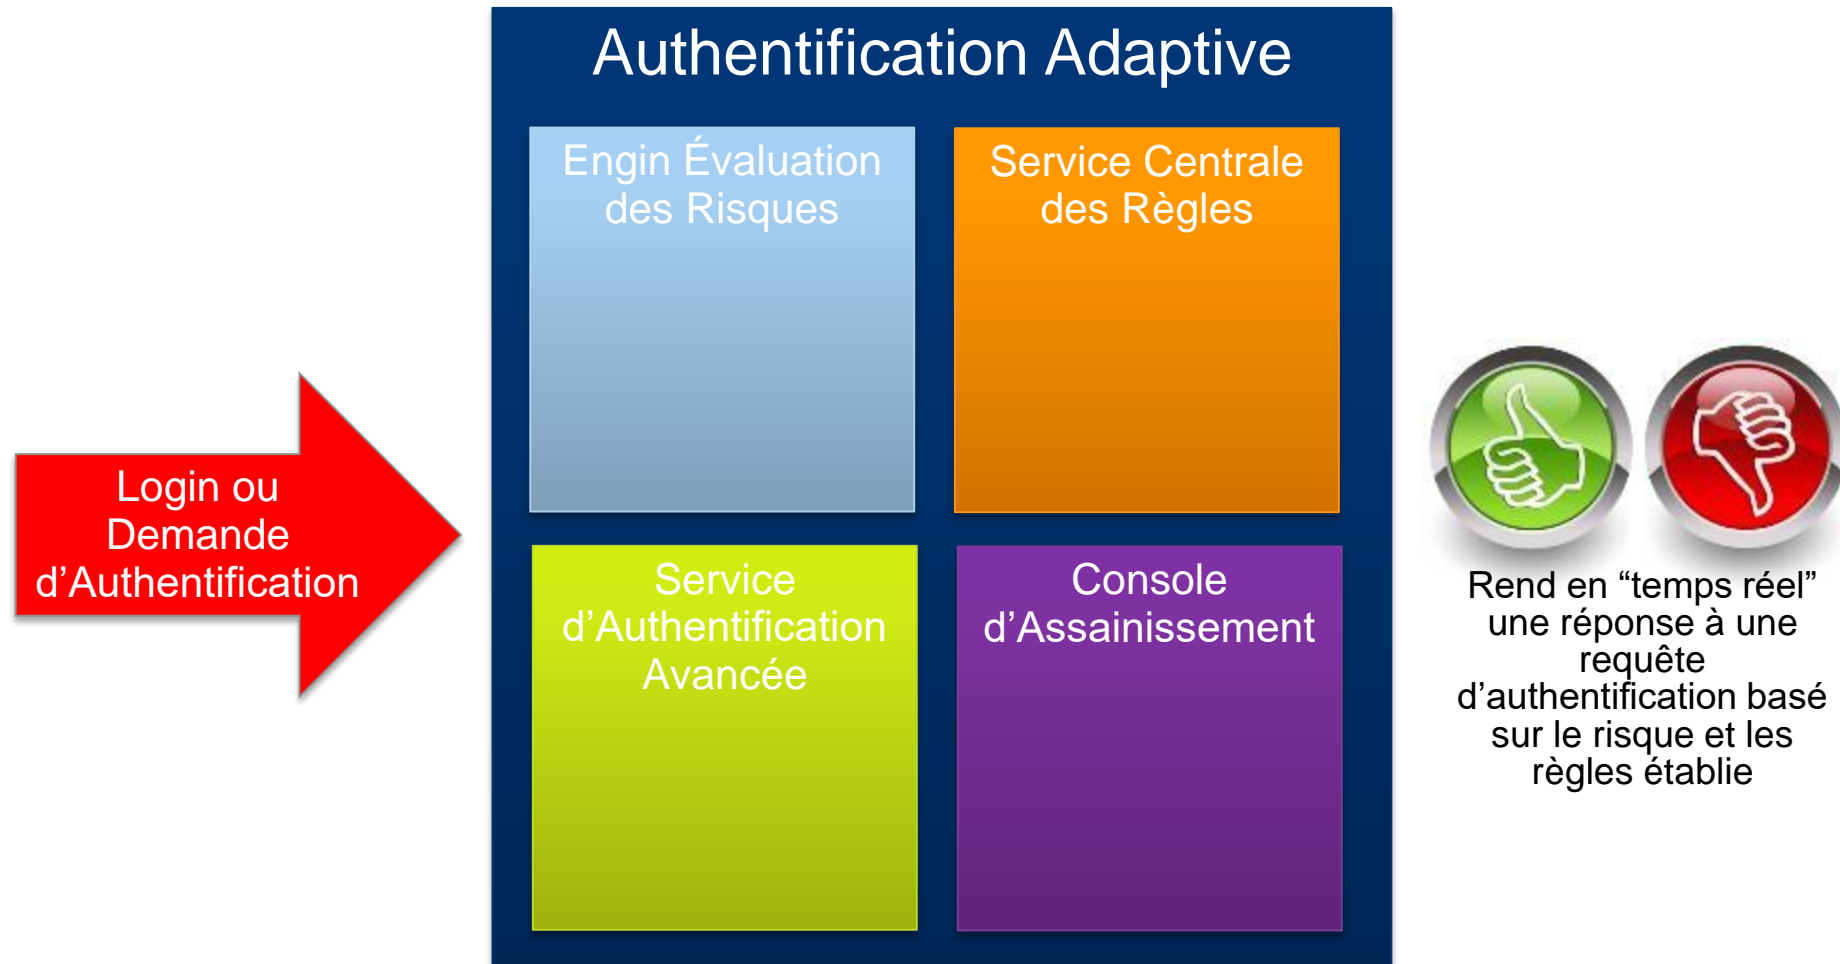 Authentification Adaptive
Engin Évaluation
des Risques
Service Centrale
des Règles
Login ou
Demande
d’Authentification
Service
d’Authentification
Avancée
Console
d’Assainissement
Rend en “temps réel”
une réponse à une
requête
d’authentification basé
sur le risque et les
règles établie